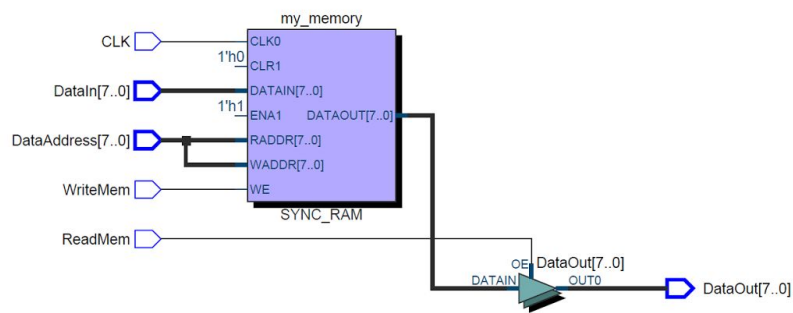 my_memory
CLK
CLK0
1'h0
CLR1
DataIn[7..0]
DATAIN[7..0]
1'h1
ENA1 DATAOUT[7..0]
DataAddress[7..0]
RADDR[7..0]
WADDR[7..0]
WriteMem
WE
SYNC_RAM
ReadMem
OE DataOut[7..0]
DATAIN OUT0
DataOut[7..0]